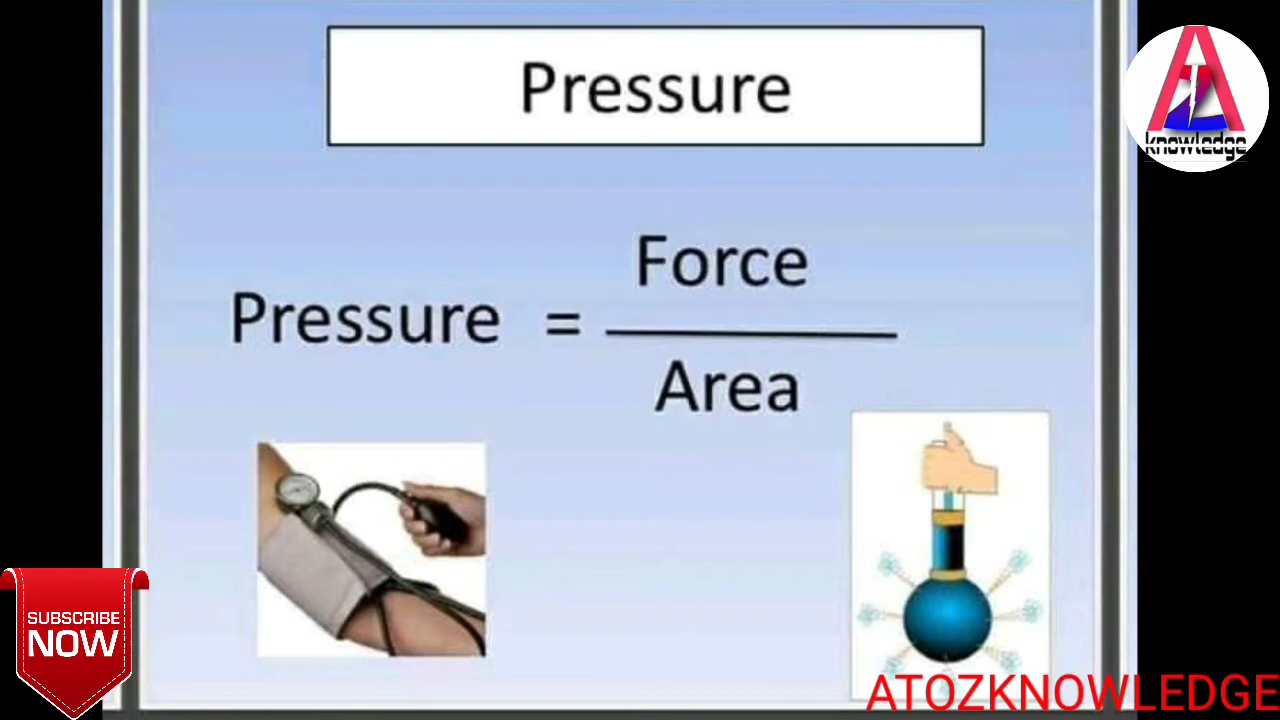 Pressure
Pressure = Force
Area
knowledge
SUBSCRIBE
NOW
ATOZKNOWLEDGE